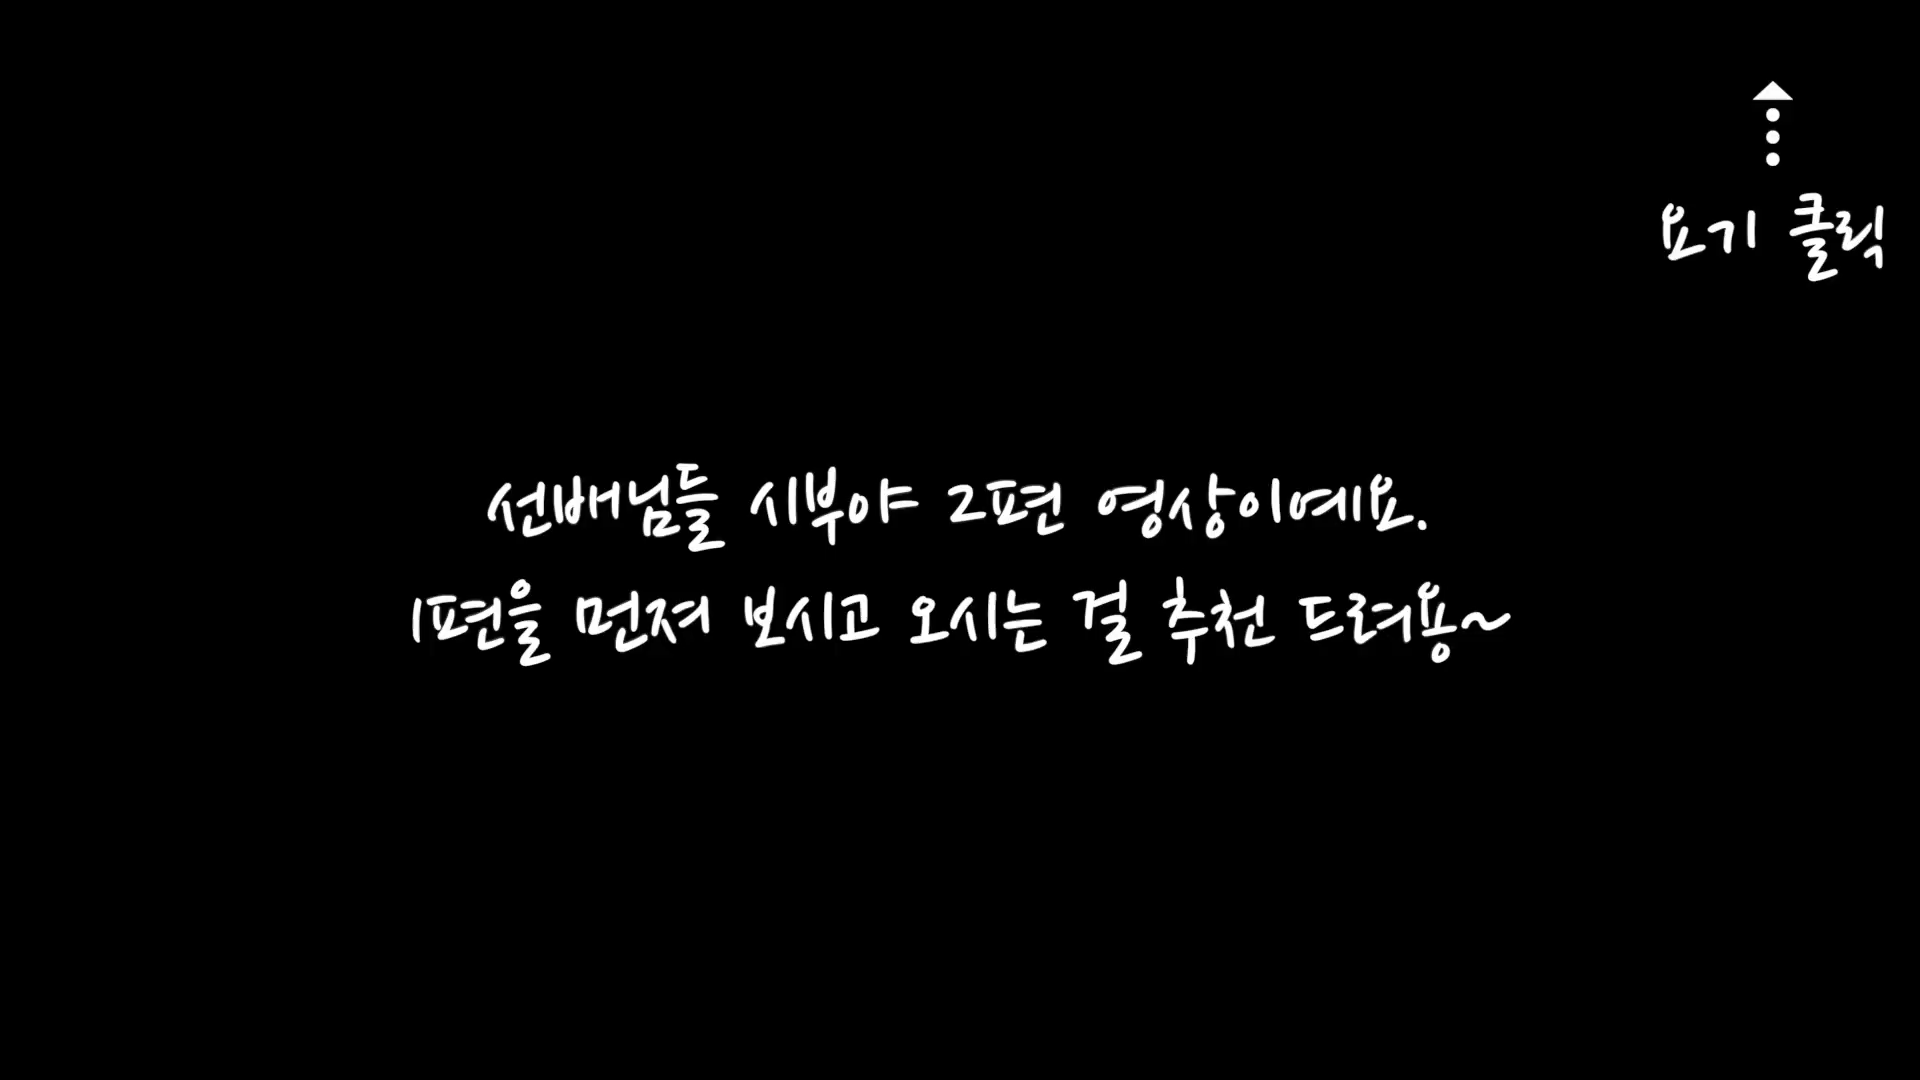 요기 클릭
선배님들 시부야 2편 영상이예요.
1편을 먼져 보시고 오시는 걸 추천 드려용~